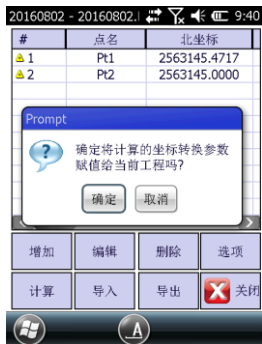 20160802 - 20160802.
9:40
# 点名 北坐标
1 Pt1 2563145.4717
2 Pt2 2563145.0000
Prompt
确定将计算的坐标转换参数
赋值给当前工程吗?
确定 取消
增加 编辑 删除 选项
计算 导入 导出 关闭
A